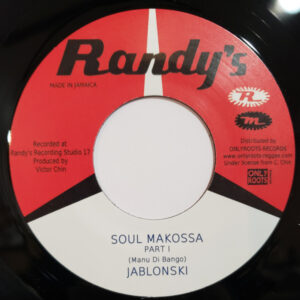 Randy's
MADE IN JAMAICA
R
m
Recorded at
Randy's Recording Studio 17
Produced by
Victor Chin
Distributed by
ONLYROOTS-RECORDS
www.onlyroots-reggae.com
Under license from C. Chin
ONLY
ROOTS
SOUL MAKOSSA
PART I
(Manu Di Bango)
JABLONSKI